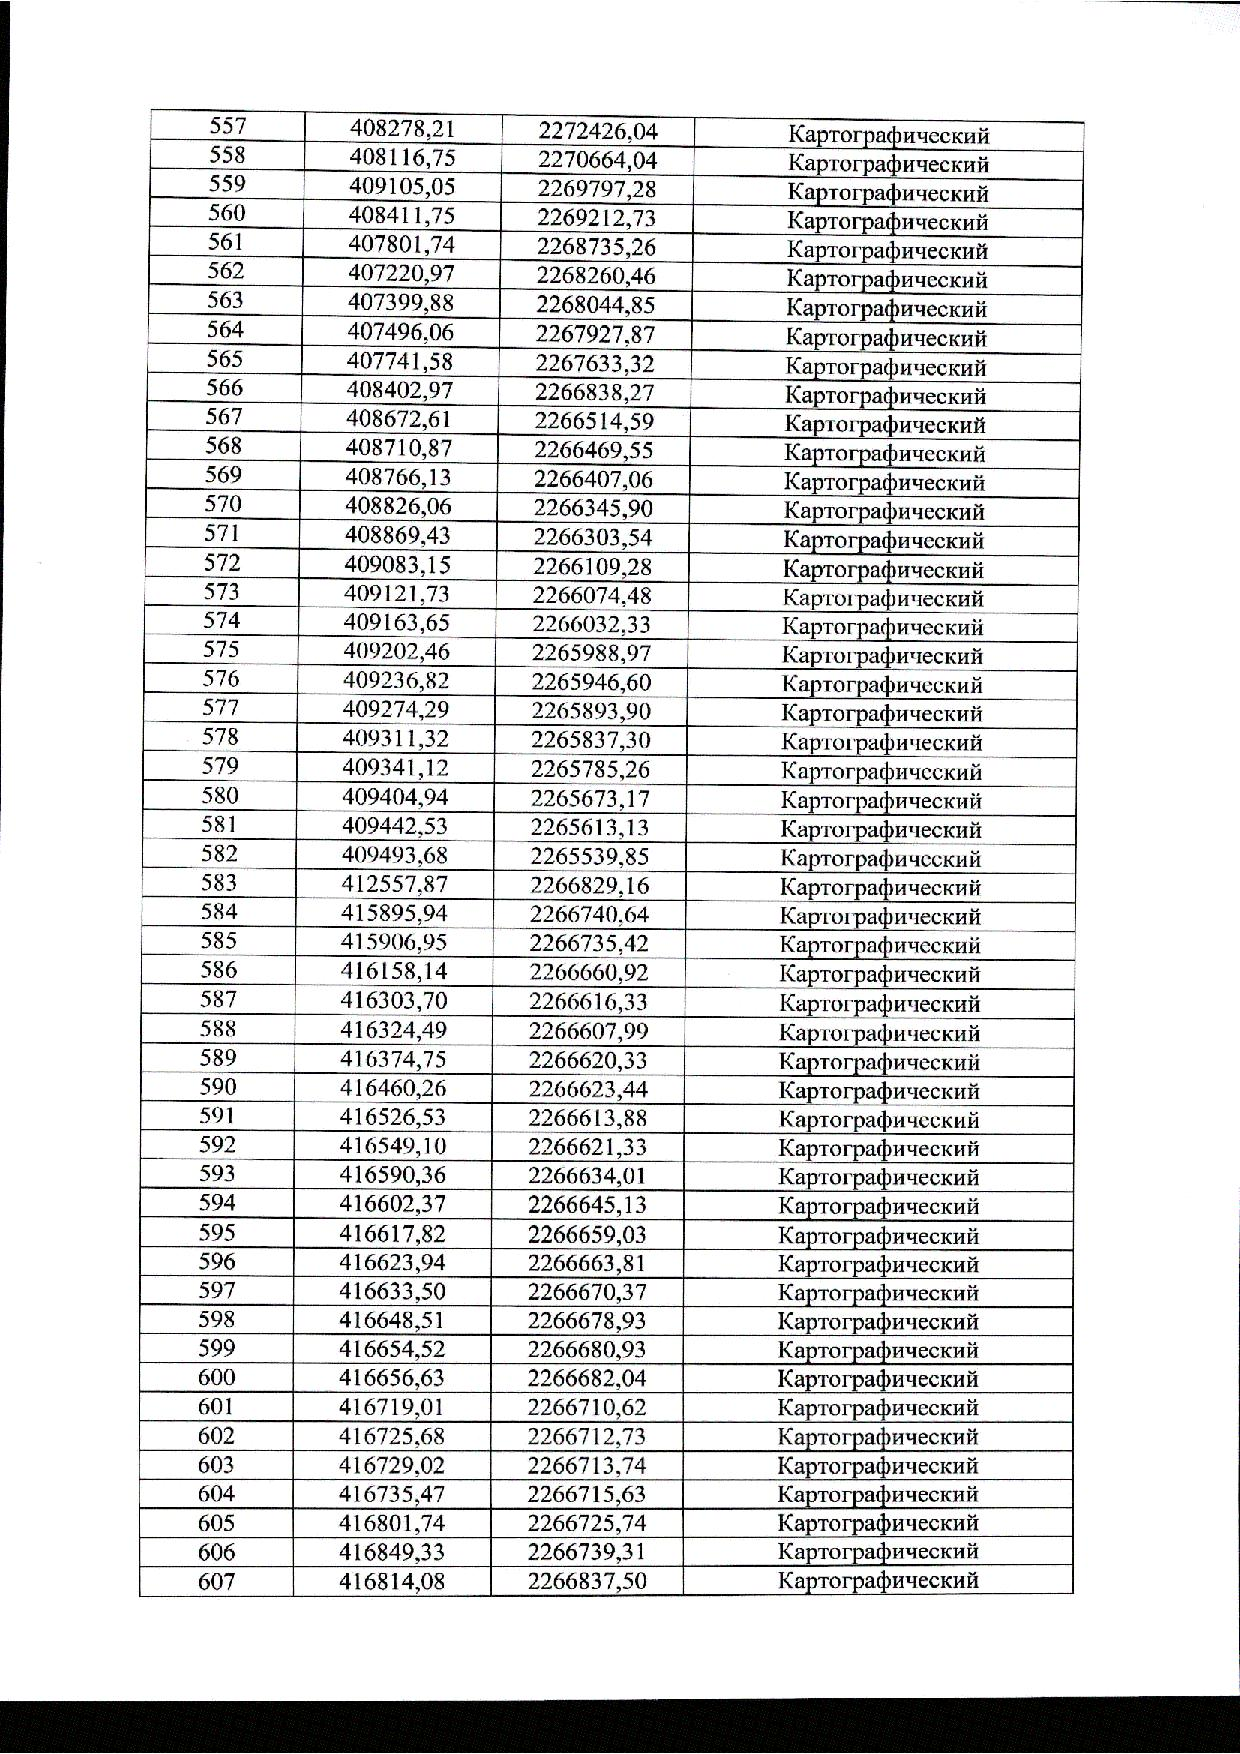 557 408278,21 2272426,04 Картографический
558 408116,75 2270664,04 Картографический
559 409105,05 2269797,28 Картографический
560 408411,75 2269212,73 Картографический
561 407801,74 2268735,26 Картографический
562 407220,97 2268260,46 Картографический
563 407399,88 2268044,85 Картографический
564 407496,06 2267927,87 Картографический
565 407741,58 2267633,32 Картографический
566 408402,97 2266838,27 Картографический
567 408672,61 2266514,59 Картографический
568 408710,87 2266469,55 Картографический
569 408766,13 2266407,06 Картографический
570 408826,06 2266345,90 Картографический
571 408869,43 2266303,54 Картографический
572 409083,15 2266109,28 Картографический
573 409121,73 2266074,48 Картографический
574 409163,65 2266032,33 Картографический
575 409202,46 2265988,97 Картографический
576 409236,82 2265946,60 Картографический
577 409274,29 2265893,90 Картографический
578 409311,32 2265837,30 Картографический
579 409341,12 2265785,26 Картографический
580 409404,94 2265673,17 Картографический
581 409442,53 2265613,13 Картографический
582 409493,68 2265539,85 Картографический
583 412557,87 2266829,16 Картографический
584 415895,94 2266740,64 Картографический
585 415906,95 2266735,42 Картографический
586 416158,14 2266660,92 Картографический
587 416303,70 2266616,33 Картографический
588 416324,49 2266607,99 Картографический
589 416374,75 2266620,33 Картографический
590 416460,26 2266623,44 Картографический
591 416526,53 2266613,88 Картографический
592 416549,10 2266621,33 Картографический
593 416590,36 2266634,01 Картографический
594 416602,37 2266645,13 Картографический
595 416617,82 2266659,03 Картографический
596 416623,94 2266663,81 Картографический
597 416633,50 2266670,37 Картографический
598 416648,51 2266678,93 Картографический
599 416654,52 2266680,93 Картографический
600 416656,63 2266682,04 Картографический
601 416719,01 2266710,62 Картографический
602 416725,68 2266712,73 Картографический
603 416729,02 2266713,74 Картографический
604 416735,47 2266715,63 Картографический
605 416801,74 2266725,74 Картографический
606 416849,33 2266739,31 Картографический
607 416814,08 2266837,50 Картографический